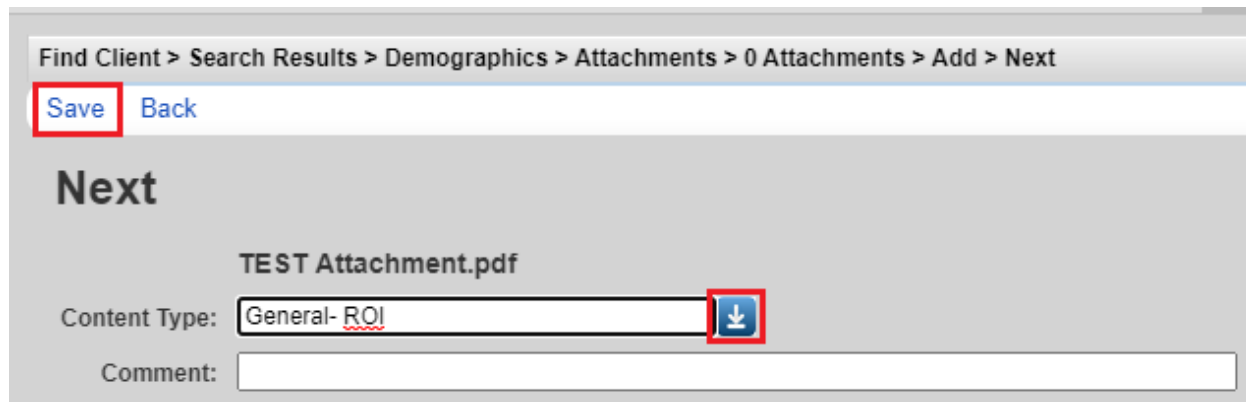 Find Client > Search Results > Demographics > Attachments > 0 Attachments > Add > Next
Save Back
Next
TEST Attachment.pdf
Content Type: General- ROI
Comment: